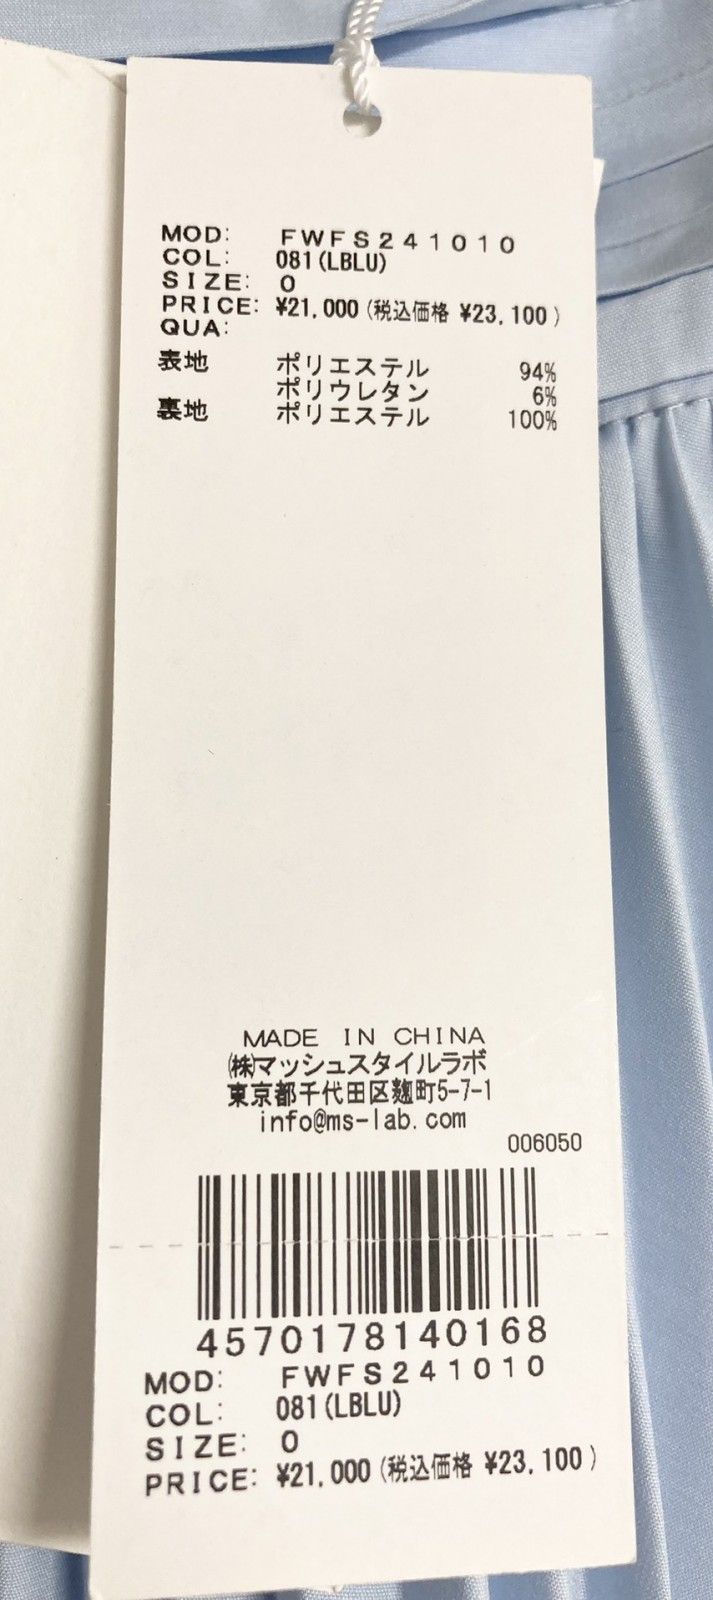 MOD: FWFS241010
COL: 081(LBLU)
SIZE: 0
PRICE: ¥21,000 (税込価格 ¥23,100 )
QUA:
表地 ポリエステル 94%
ポリウレタン 6%
裏地 ポリエステル 100%
MADE IN CHINA
㈱マッシュスタイルラボ
東京都千代田区麹町5-7-1
info@ms-lab.com
006050
4570178140168
MOD: FWFS241010
COL: 081(LBLU)
SIZE: 0
PRICE: ¥21,000 (税込価格 ¥23,100 )